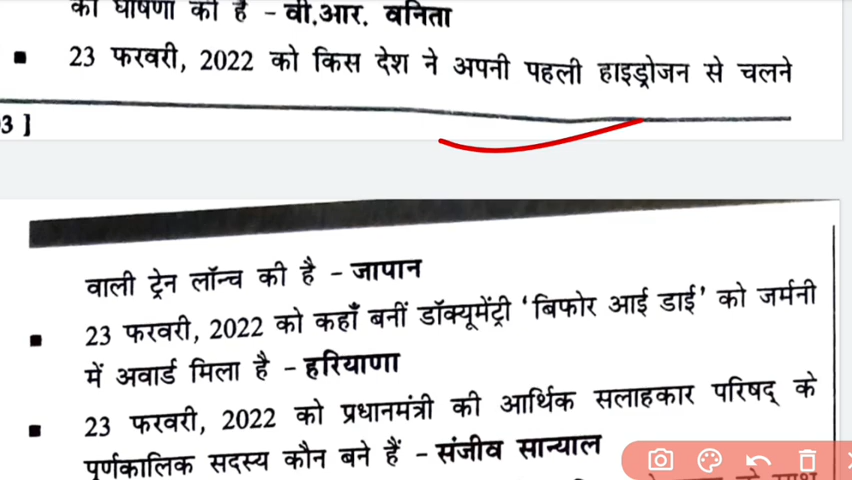 की घोषणा की है - वी.आर. वनिता
■ 23 फरवरी, 2022 को किस देश ने अपनी पहली हाइड्रोजन से चलने
3 ]
वाली ट्रेन लॉन्च की है - जापान
■ 23 फरवरी, 2022 को कहाँ बनीं डॉक्यूमेंट्री ‘बिफोर आई डाई’ को जर्मनी
में अवार्ड मिला है - हरियाणा
■ 23 फरवरी, 2022 को प्रधानमंत्री की आर्थिक सलाहकार परिषद् के
पूर्णकालिक सदस्य कौन बने हैं - संजीव सान्याल